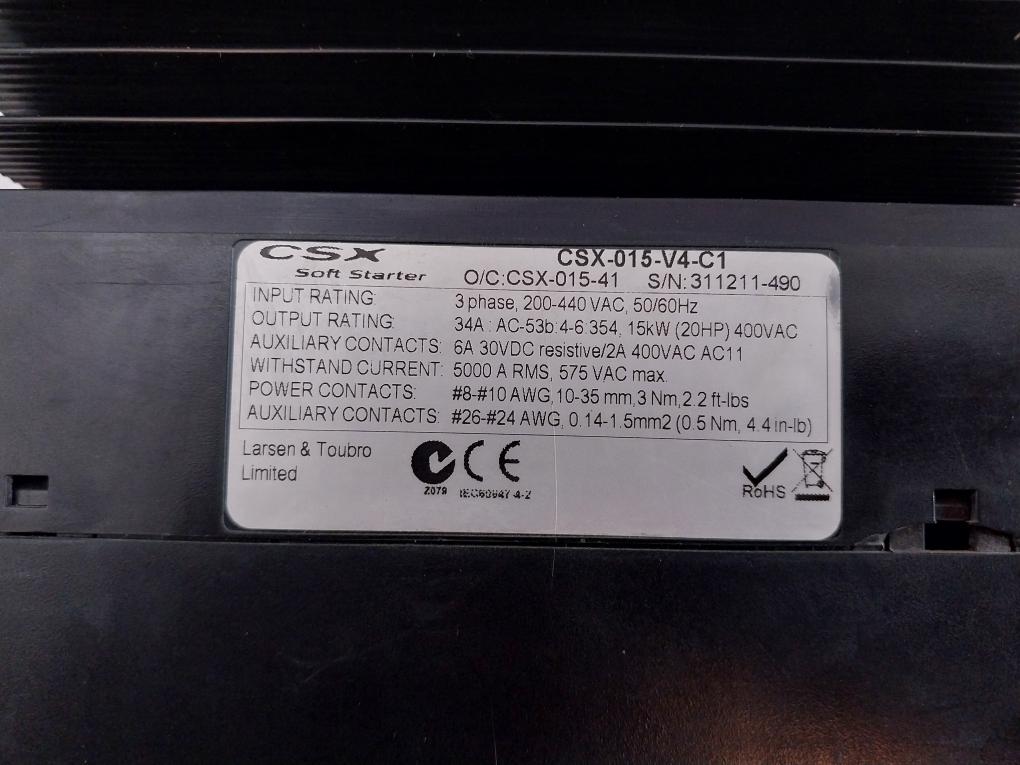 CSX
Soft Starter
CSX-015-V4-C1
O/C:CSX-015-41 S/N: 311211-490
INPUT RATING: 3 phase, 200-440 VAC, 50/60Hz
OUTPUT RATING: 34A : AC-53b: 4-6:354, 15kW (20HP) 400VAC
AUXILIARY CONTACTS: 6A 30VDC resistive/2A 400VAC AC11
WITHSTAND CURRENT: 5000 A RMS, 575 VAC max.
POWER CONTACTS: #8-#10 AWG, 10-35 mm, 3 Nm, 2.2 ft-lbs
AUXILIARY CONTACTS: #26-#24 AWG, 0.14-1.5mm2 (0.5 Nm, 4.4 in-lb)
Larsen & Toubro
Limited
CE
Z079 IEC60947-4-2
RoHS